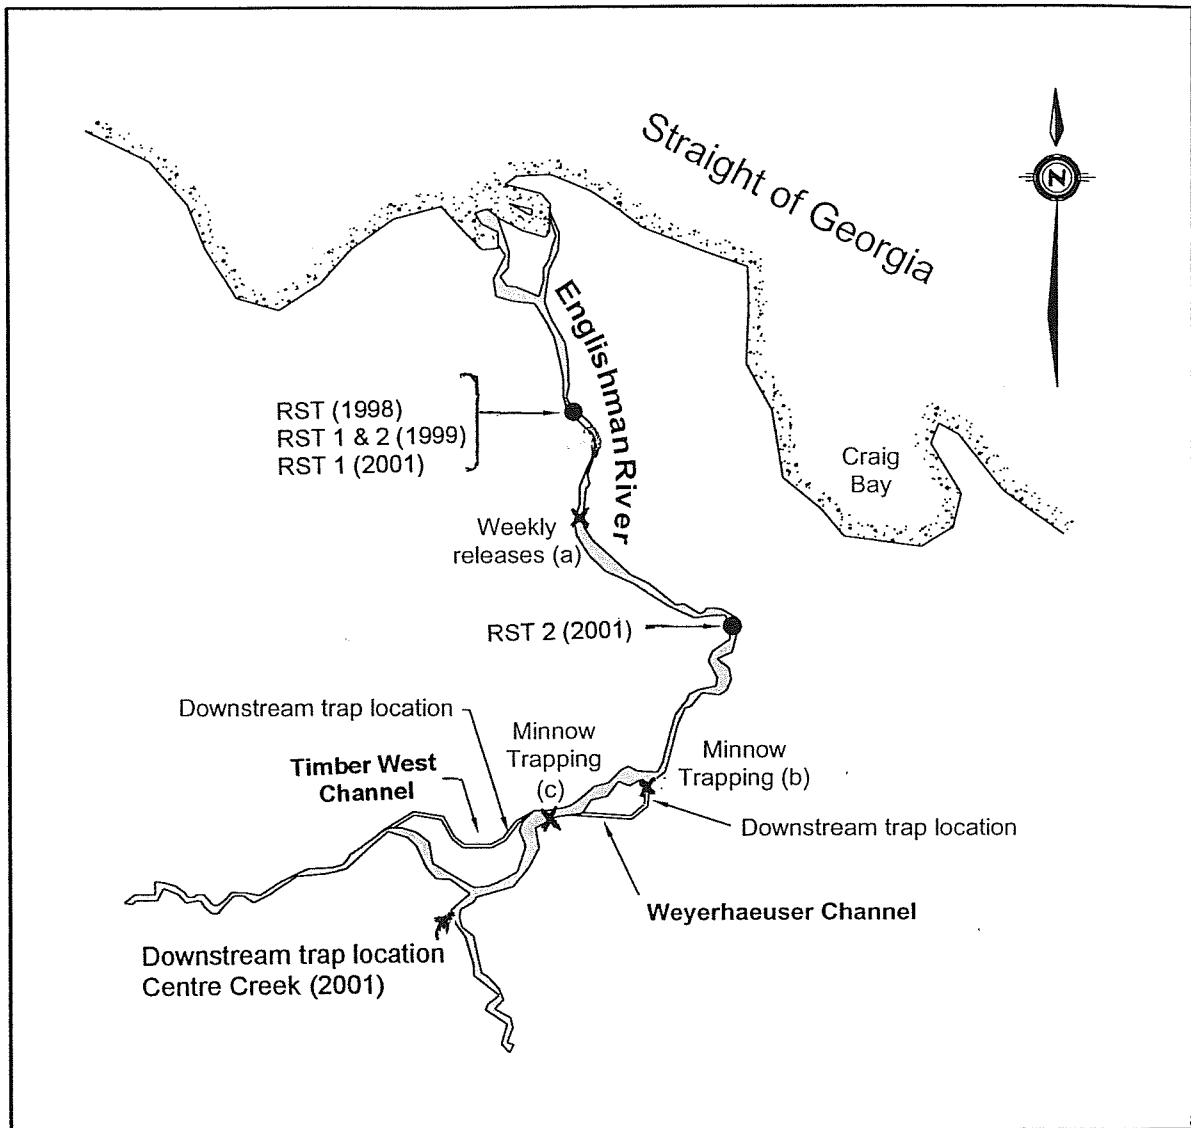 Straight of Georgia
N
Englishman River
RST (1998)
RST 1 & 2 (1999)
RST 1 (2001)
Craig
Bay
Weekly
releases (a)
RST 2 (2001)
Downstream trap location
Minnow
Trapping
(c)
Minnow
Trapping (b)
Timber West
Channel
Downstream trap location
Weyerhaeuser Channel
Downstream trap location
Centre Creek (2001)